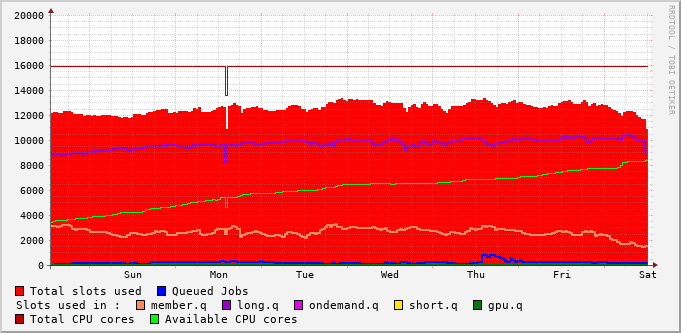 20000
18000
16000
14000
12000
10000
8000
6000
4000
2000
0
Sun Mon Tue Wed Thu Fri Sat
RRDTOOL / TOBI OETIKER
Total slots used Queued Jobs
Slots used in : member.q long.q ondemand.q short.q gpu.q
Total CPU cores Available CPU cores